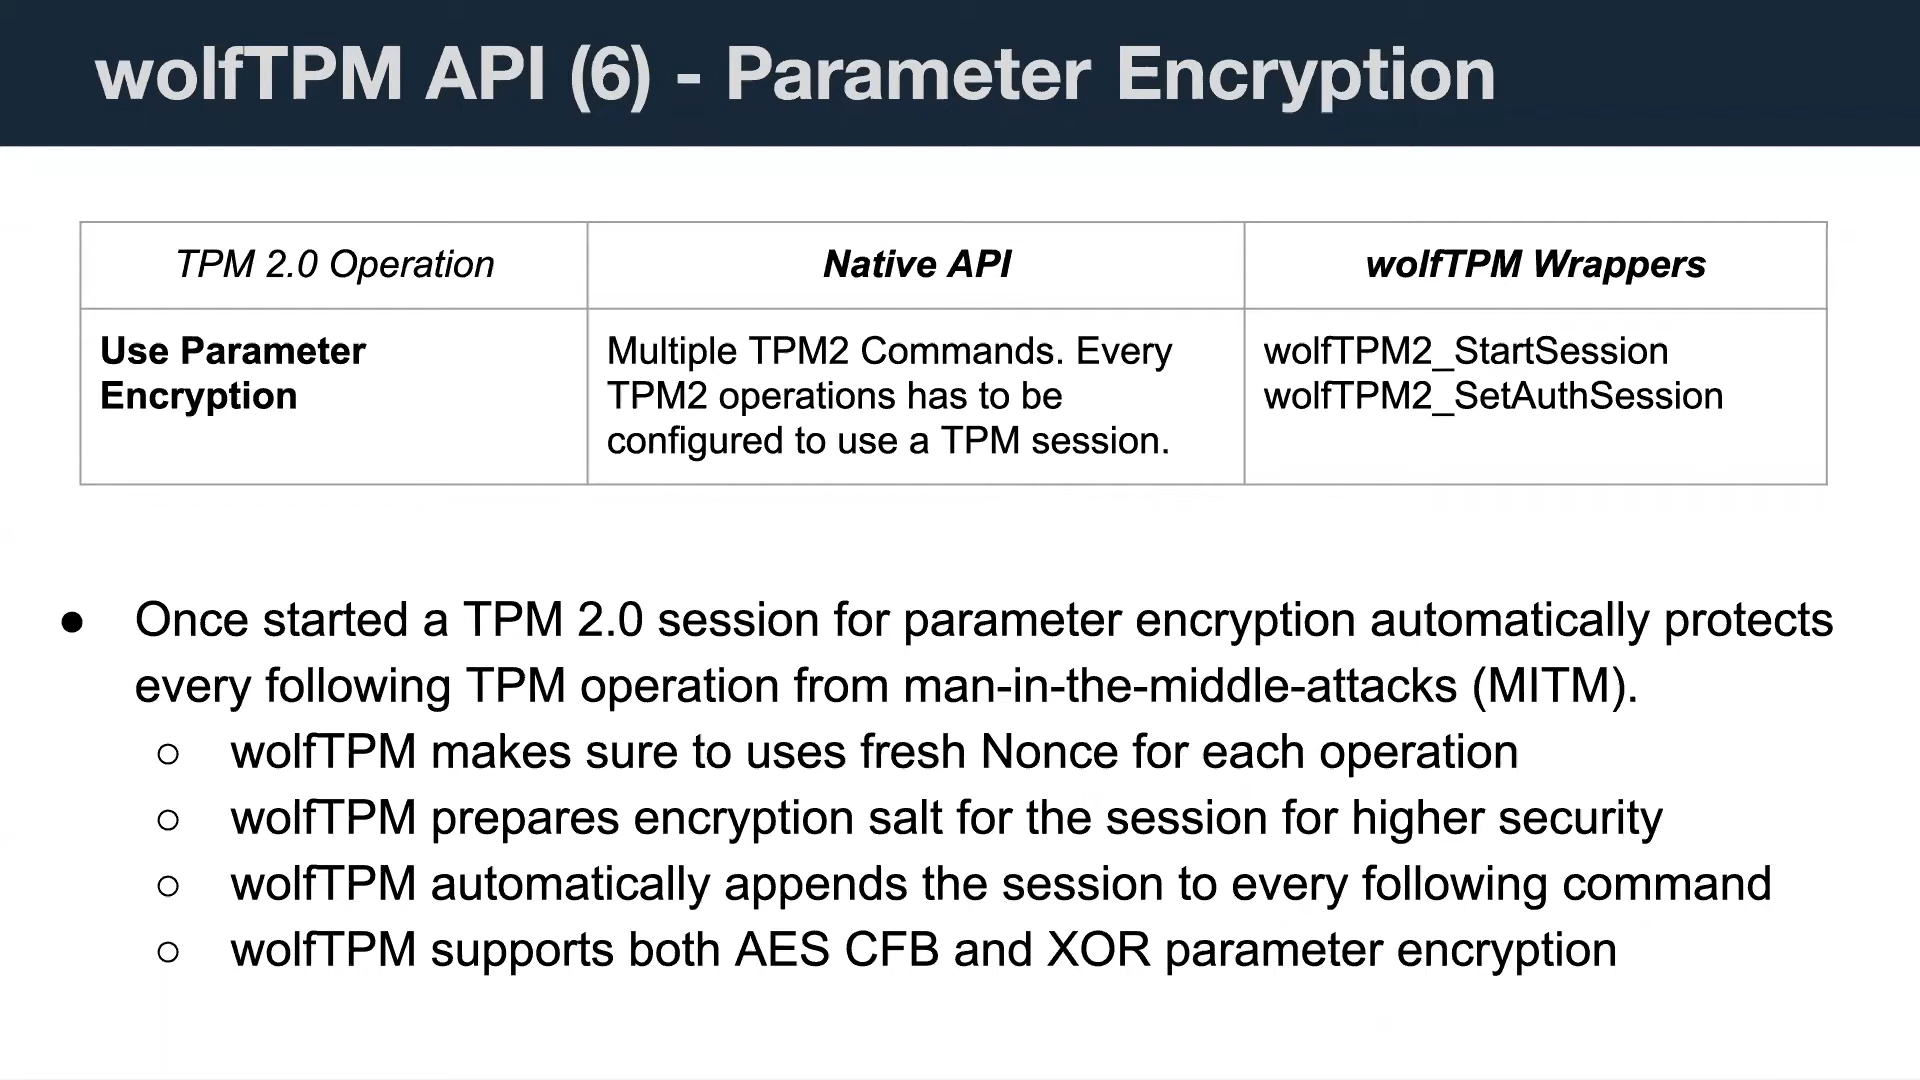 wolfTPM API (6) - Parameter Encryption
TPM 2.0 Operation
Native API
wolfTPM Wrappers
Use Parameter
Encryption
Multiple TPM2 Commands. Every
TPM2 operations has to be
configured to use a TPM session.
wolfTPM2_StartSession
wolfTPM2_SetAuthSession
● Once started a TPM 2.0 session for parameter encryption automatically protects
every following TPM operation from man-in-the-middle-attacks (MITM).
○ wolfTPM makes sure to uses fresh Nonce for each operation
○ wolfTPM prepares encryption salt for the session for higher security
○ wolfTPM automatically appends the session to every following command
○ wolfTPM supports both AES CFB and XOR parameter encryption